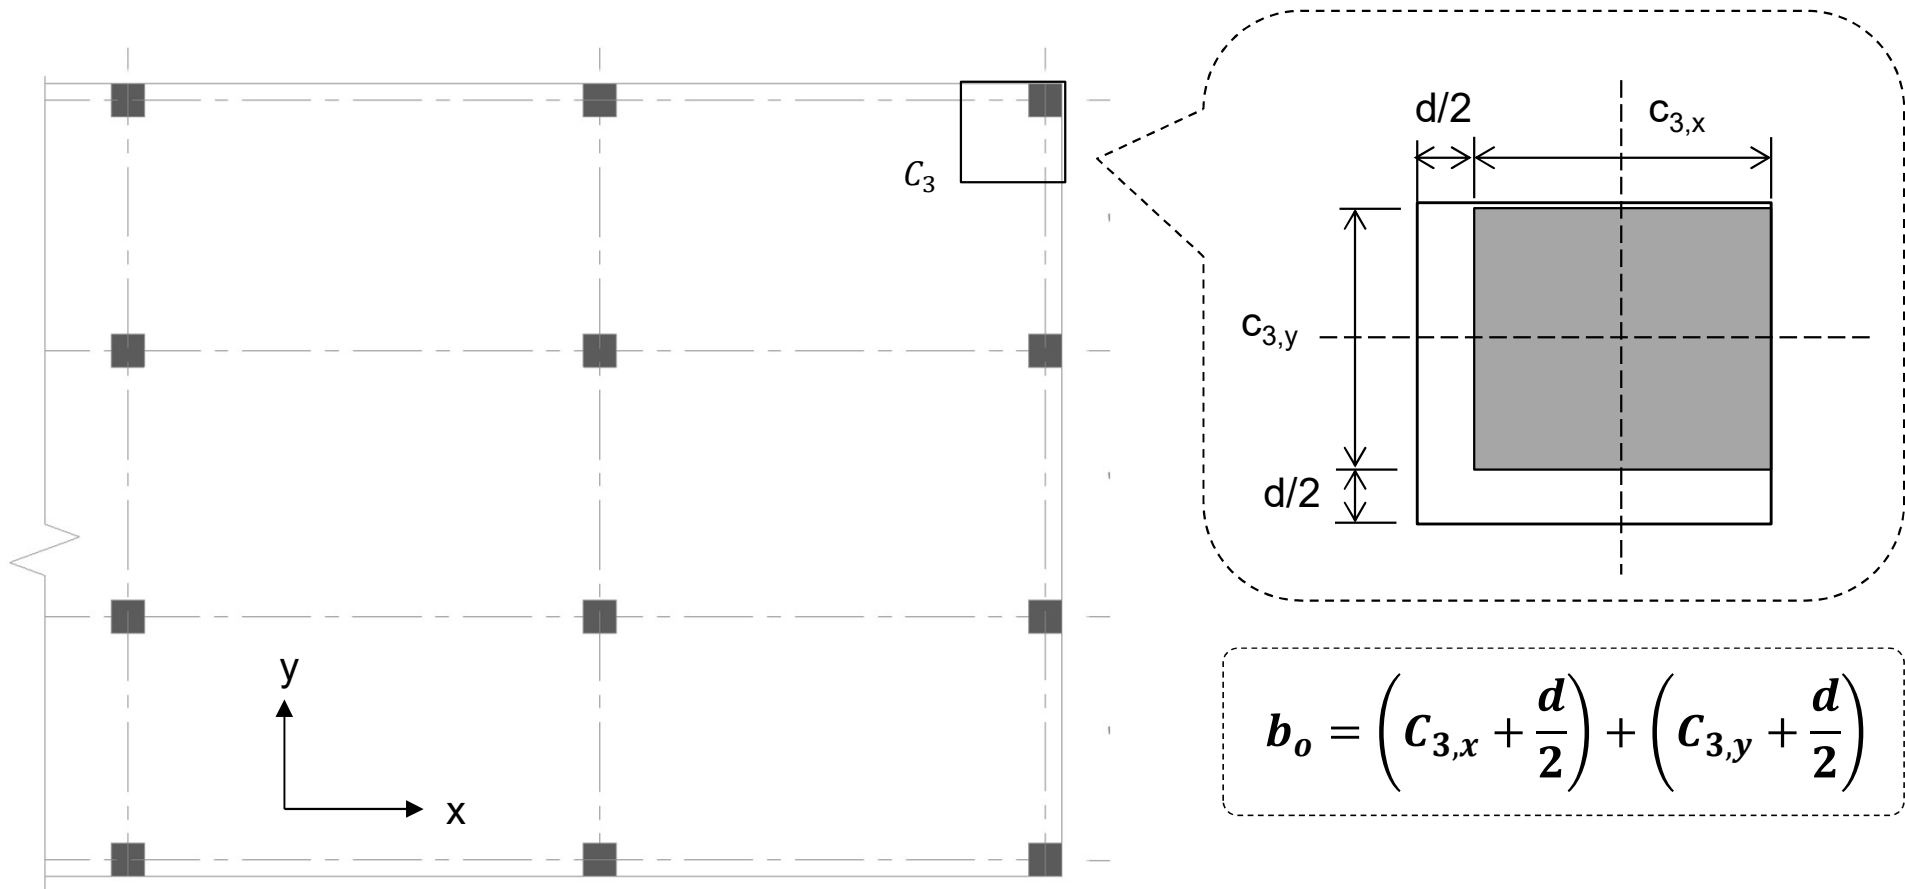 C₃
y
x
d/2
c₃,ₓ
c₃,y
d/2
bₒ = (C₃,ₓ + d/2) + (C₃,y + d/2)